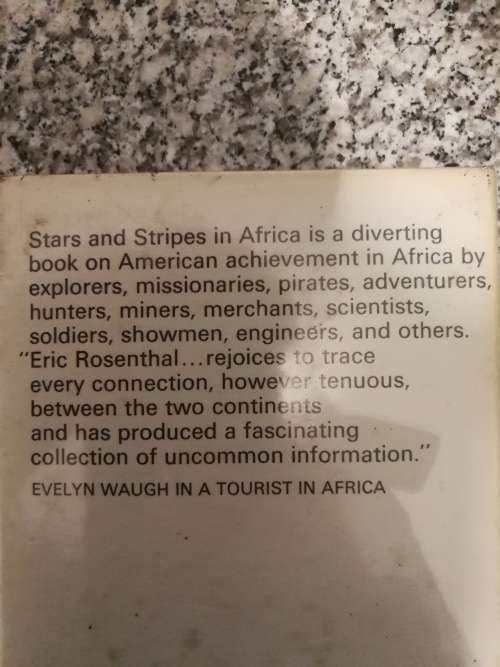 Stars and Stripes in Africa is a diverting
book on American achievement in Africa by
explorers, missionaries, pirates, adventurers,
hunters, miners, merchants, scientists,
soldiers, showmen, engineers, and others.
"Eric Rosenthal...rejoices to trace
every connection, however tenuous,
between the two continents
and has produced a fascinating
collection of uncommon information."
EVELYN WAUGH IN A TOURIST IN AFRICA